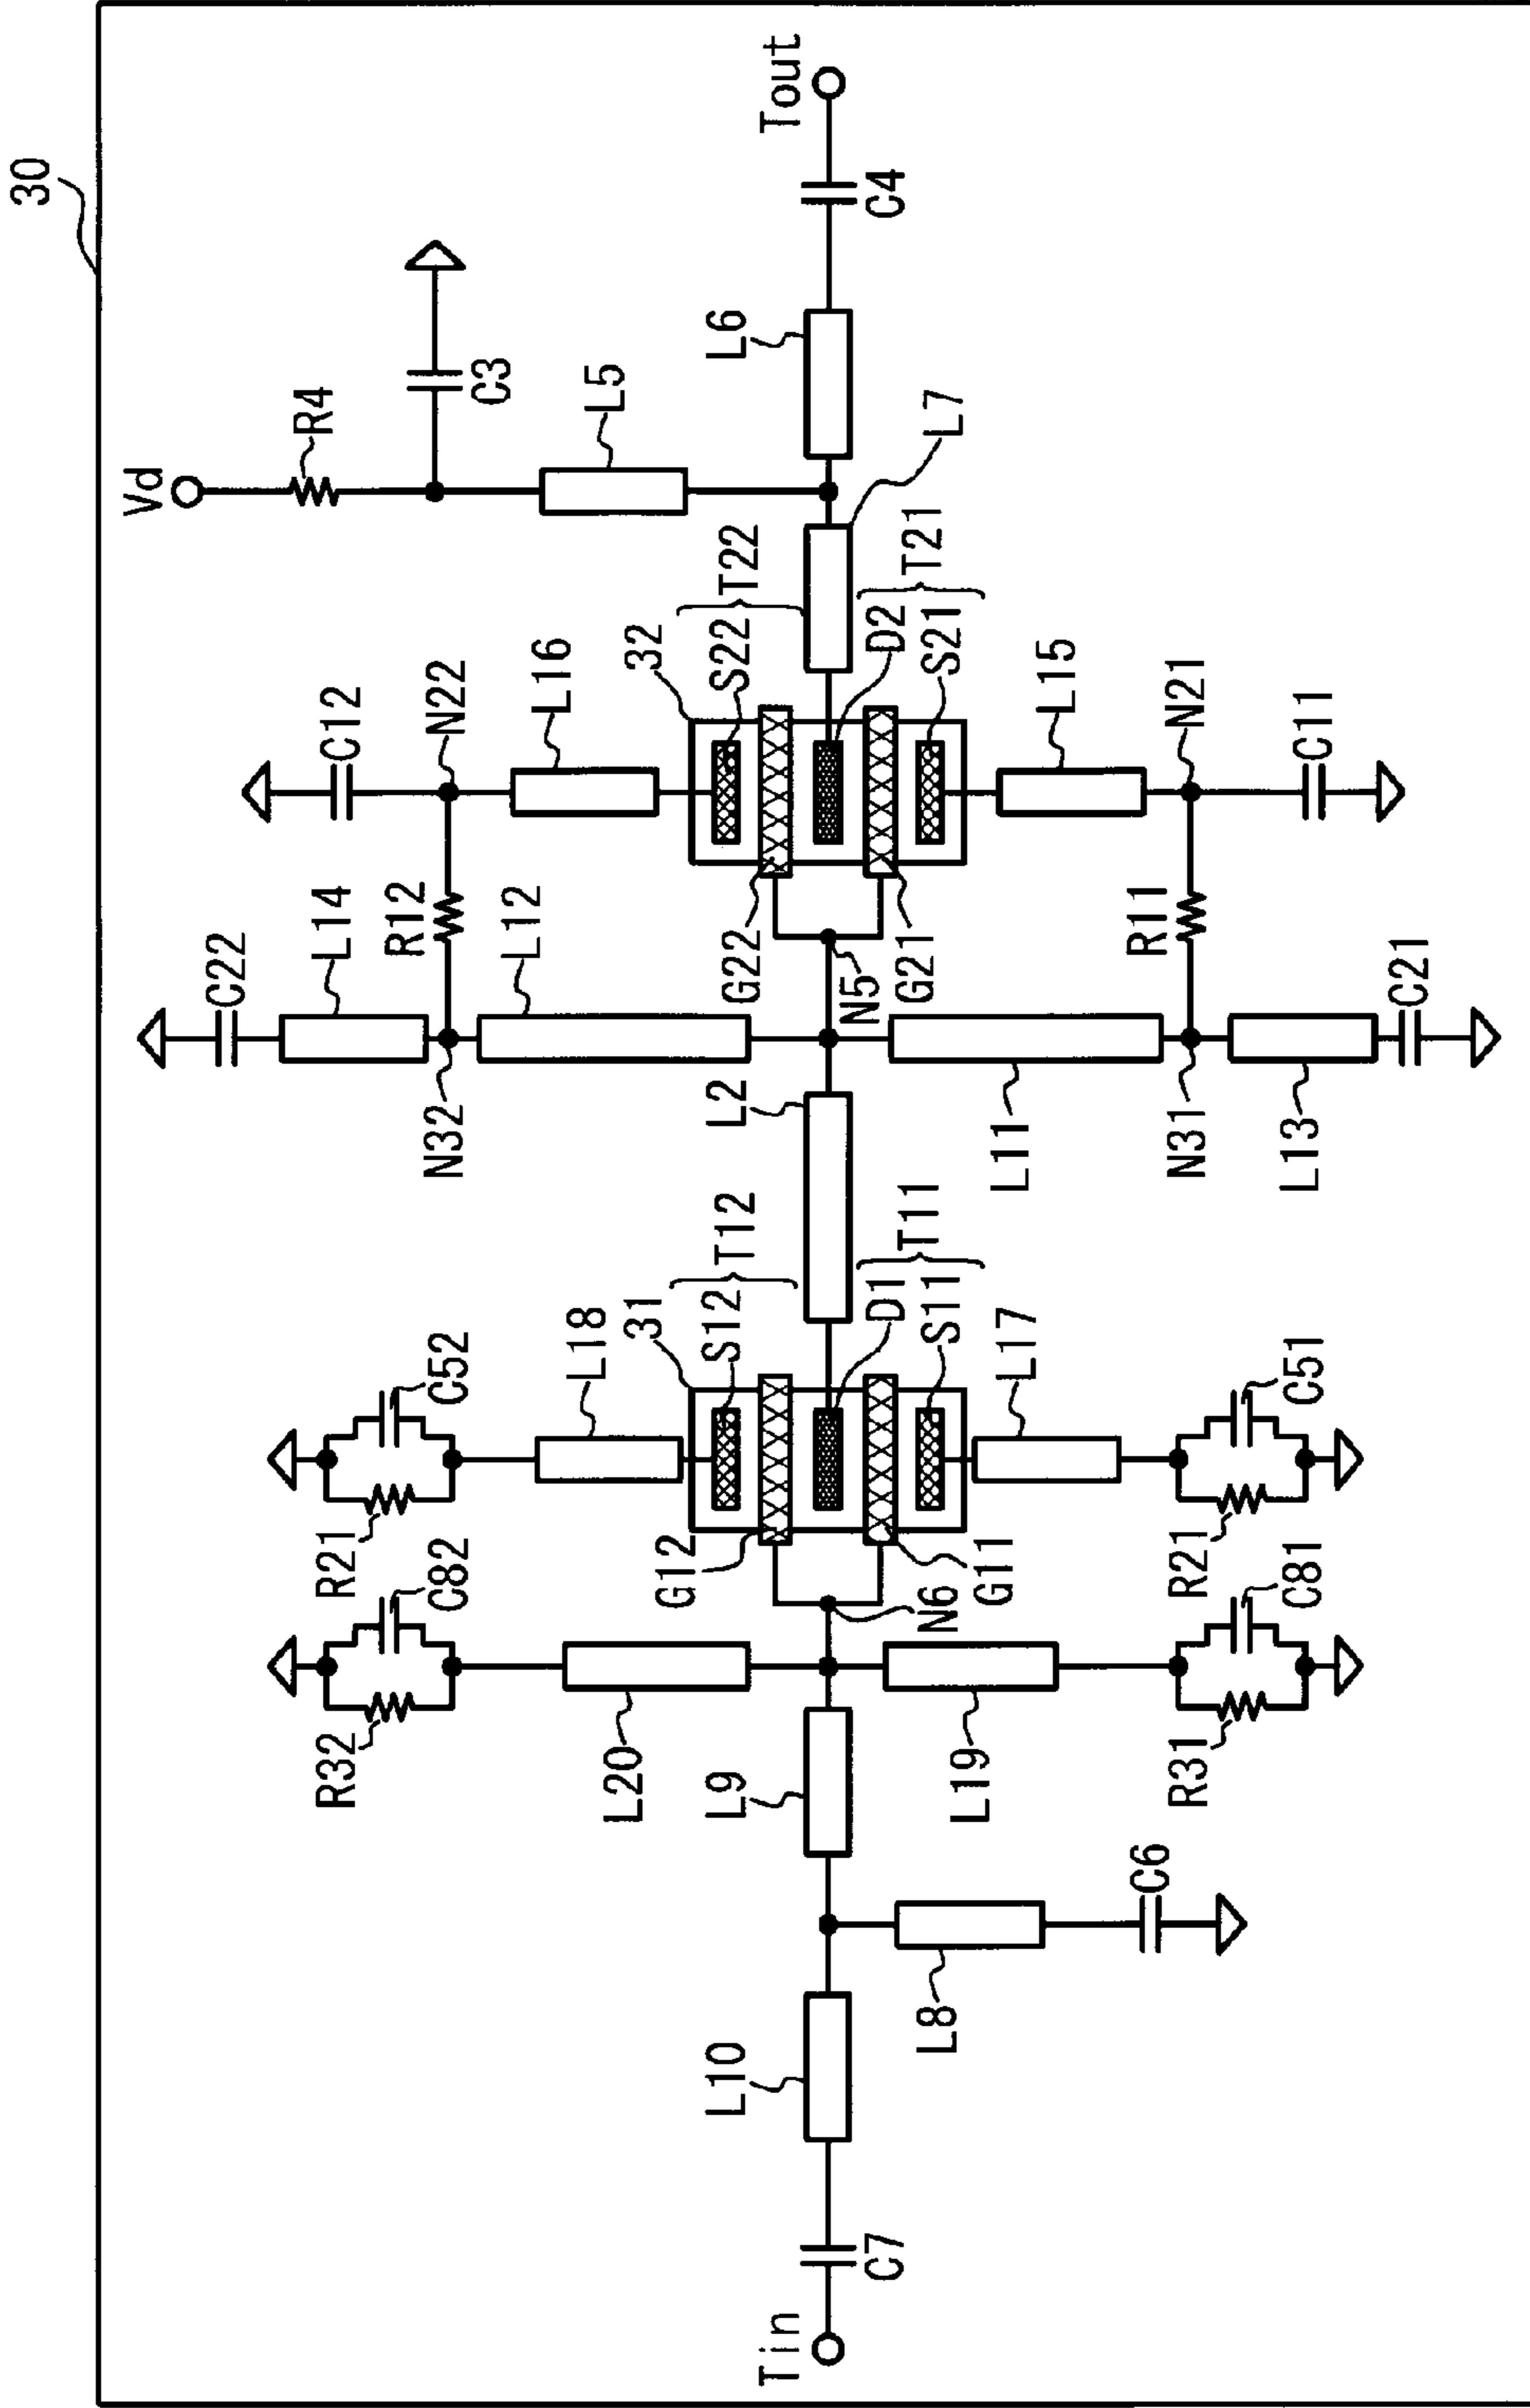 30
Vd
R4
C3
L5
L6
C4
Tout
L7
T22
T21
32
S22
D2
S21
C12
N22
L16
L15
N21
C11
C22
L14
R12
L12
G22
N5
G21
R11
C21
N32
L2
L11
N31
L13
T12
T11
31
S12
D1
S11
C52
L18
L17
C51
R21
C82
G12
N6
G11
R21
C81
R32
L20
L9
L19
R31
C6
L8
L10
C7
Tin